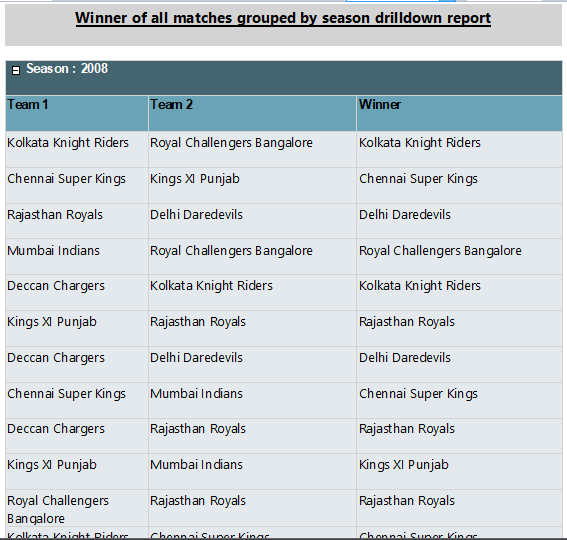 Winner of all matches grouped by season drilldown report
Season : 2008
Team 1 Team 2 Winner
Kolkata Knight Riders Royal Challengers Bangalore Kolkata Knight Riders
Chennai Super Kings Kings XI Punjab Chennai Super Kings
Rajasthan Royals Delhi Daredevils Delhi Daredevils
Mumbai Indians Royal Challengers Bangalore Royal Challengers Bangalore
Deccan Chargers Kolkata Knight Riders Kolkata Knight Riders
Kings XI Punjab Rajasthan Royals Rajasthan Royals
Deccan Chargers Delhi Daredevils Delhi Daredevils
Chennai Super Kings Mumbai Indians Chennai Super Kings
Deccan Chargers Rajasthan Royals Rajasthan Royals
Kings XI Punjab Mumbai Indians Kings XI Punjab
Royal Challengers Rajasthan Royals Rajasthan Royals
Bangalore
Kolkata Knight Riders Chennai Super Kings Chennai Super Kings